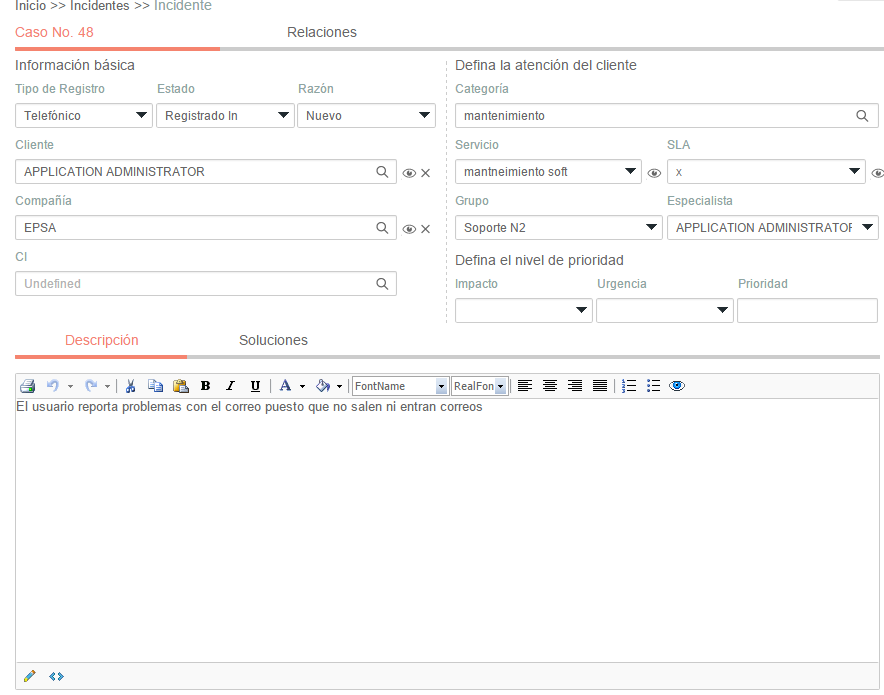 Inicio >> Incidentes >> Incidente
Caso No. 48 Relaciones
Información básica
Tipo de Registro Estado Razón
Telefónico Registrado In Nuevo
Cliente
APPLICATION ADMINISTRATOR
Compañía
EPSA
CI
Undefined
Defina la atención del cliente
Categoría
mantenimiento
Servicio SLA
mantneimiento soft x
Grupo Especialista
Soporte N2 APPLICATION ADMINISTRATOR
Defina el nivel de prioridad
Impacto Urgencia Prioridad
Descripción Soluciones
B I U A FontName RealFon
El usuario reporta problemas con el correo puesto que no salen ni entran correos